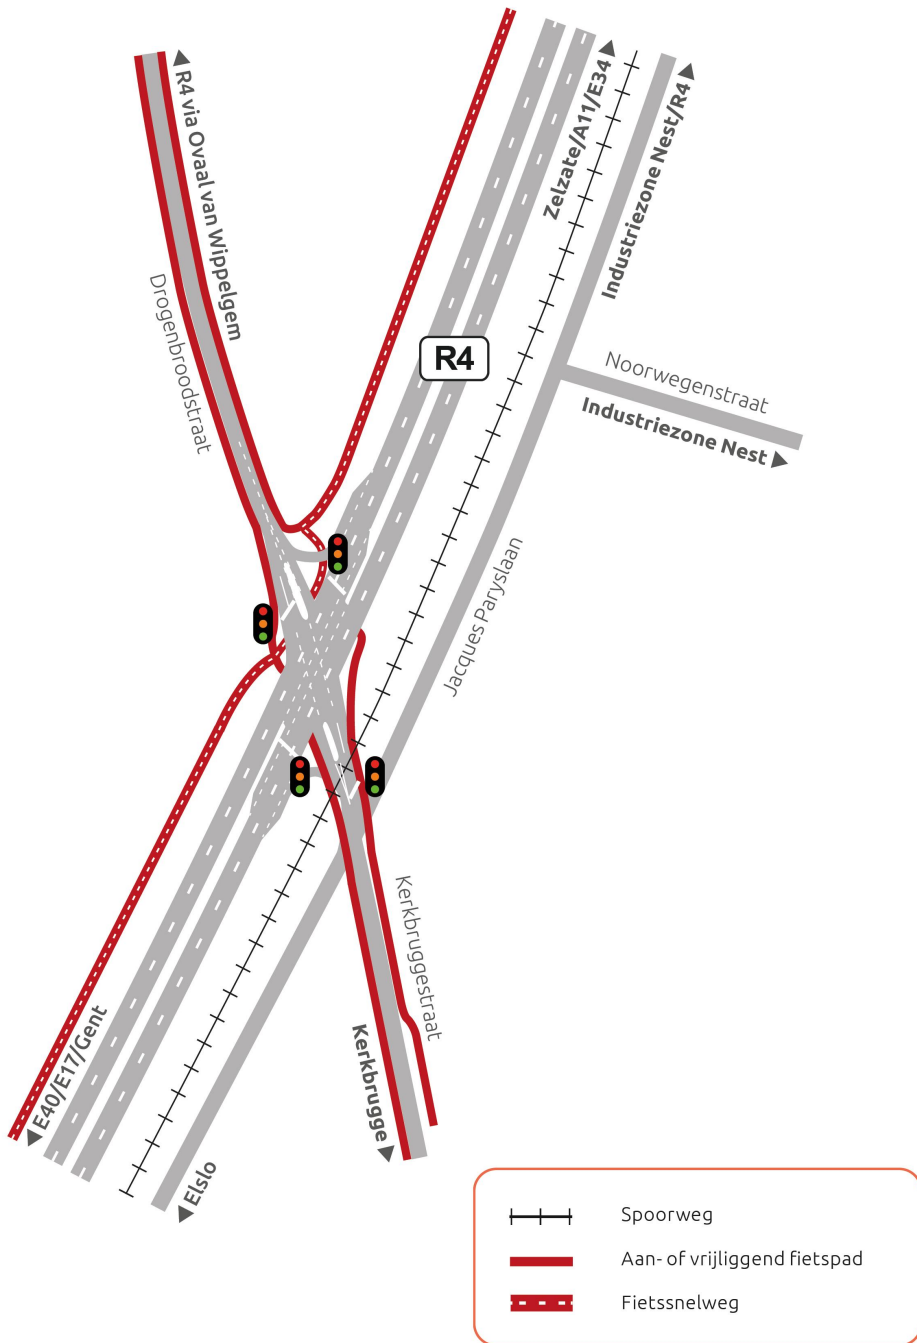 R4 via Ovaal van Wippelgem
Drogenbroodstraat
Zelzate/A11/E34
Industriezone Nest/R4
R4
Noorwegenstraat
Industriezone Nest
Jacques Paryslaan
Kerkbruggestraat
E40/E17/Gent
Kerkbrugge
Elslo
Spoorweg
Aan- of vrijliggend fietspad
Fietssnelweg